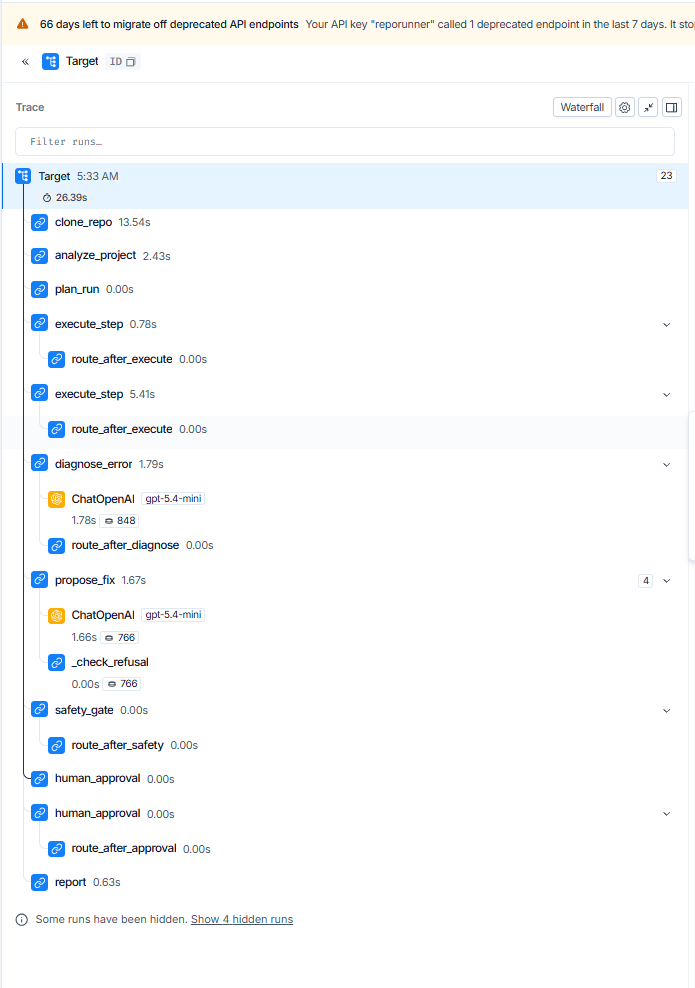 66 days left to migrate off deprecated API endpoints Your API key "reporunner" called 1 deprecated endpoint in the last 7 days. It sto
Target ID
Trace
Waterfall
Filter runs…
Target 5:33 AM 23
26.39s
clone_repo 13.54s
analyze_project 2.43s
plan_run 0.00s
execute_step 0.78s
route_after_execute 0.00s
execute_step 5.41s
route_after_execute 0.00s
diagnose_error 1.79s
ChatOpenAI gpt-5.4-mini
1.78s 848
route_after_diagnose 0.00s
propose_fix 1.67s 4
ChatOpenAI gpt-5.4-mini
1.66s 766
_check_refusal
0.00s 766
safety_gate 0.00s
route_after_safety 0.00s
human_approval 0.00s
human_approval 0.00s
route_after_approval 0.00s
report 0.63s
Some runs have been hidden. Show 4 hidden runs